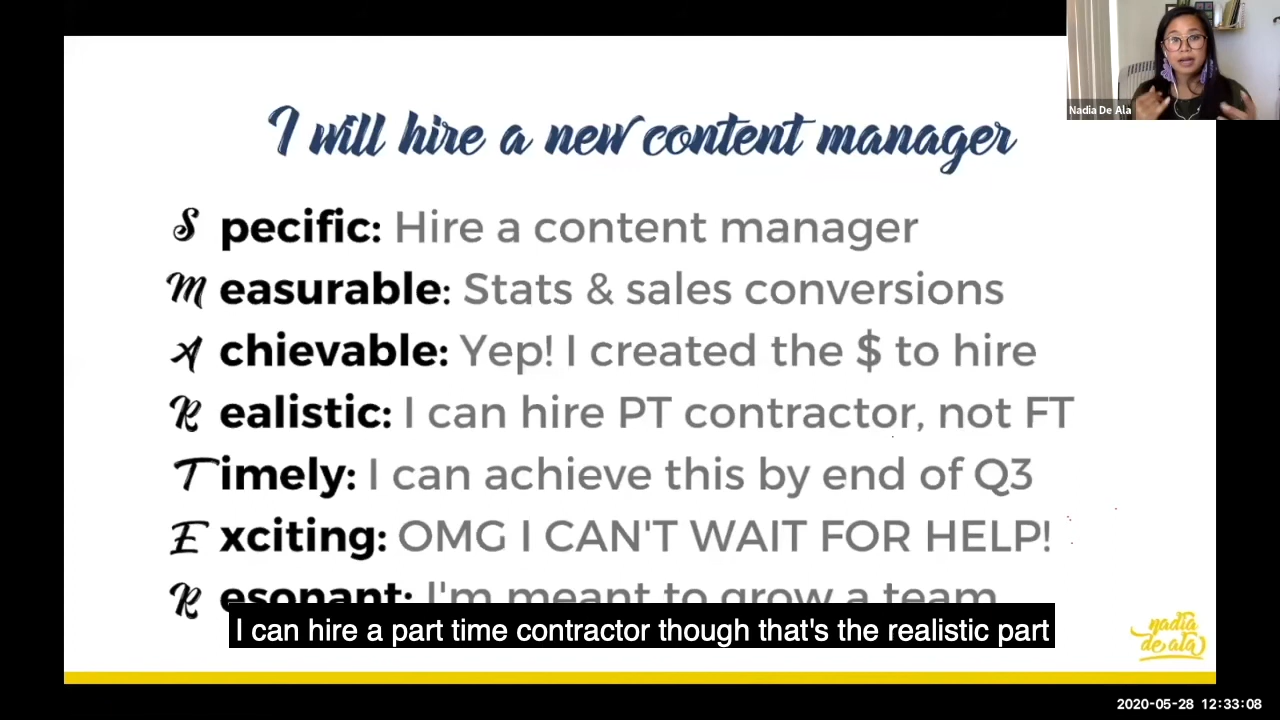 Nadia De Ala
I will hire a new content manager
Specific: Hire a content manager
Measurable: Stats & sales conversions
Achievable: Yep! I created the $ to hire
Realistic: I can hire PT contractor, not FT
Timely: I can achieve this by end of Q3
Exciting: OMG I CAN'T WAIT FOR HELP!
Resonant: I'm meant to grow a team
I can hire a part time contractor though that's the realistic part
nadia
de ala
2020-05-28 12:33:08